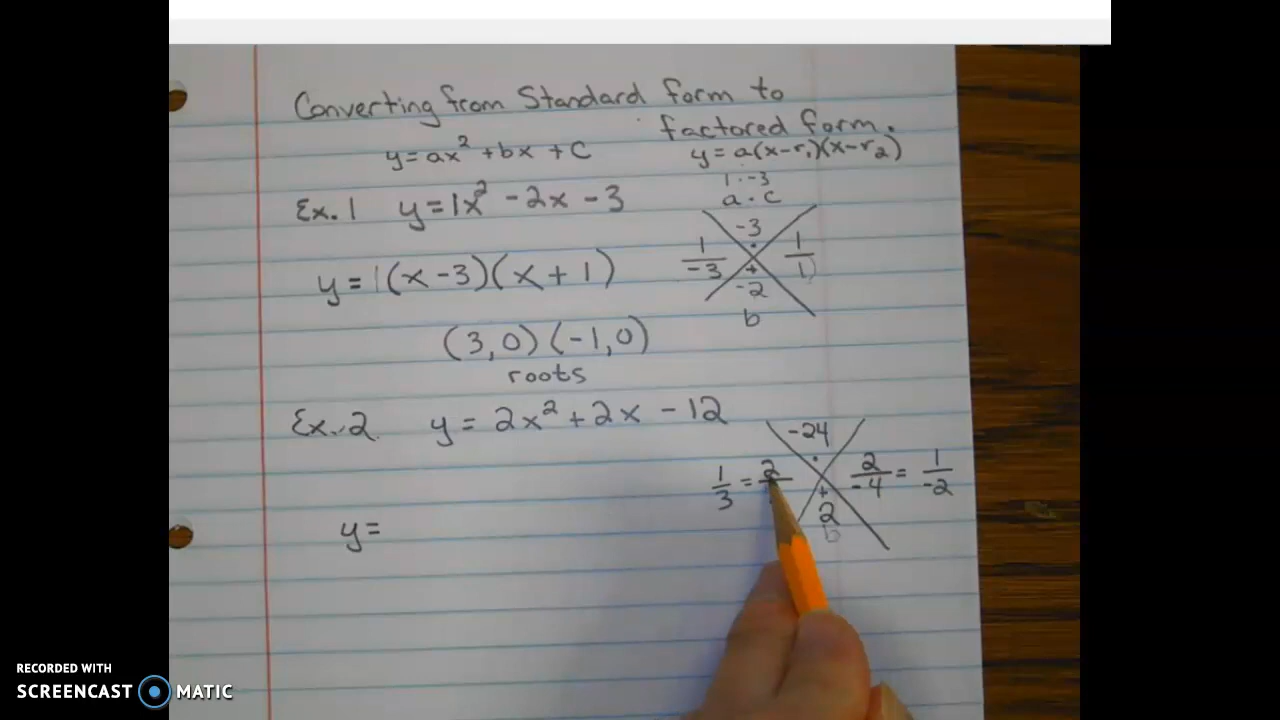 Converting from Standard form to
factored form.
y = ax² + bx + c
y = a(x-r₁)(x-r₂)
Ex. 1 y = 1x² - 2x - 3
1 · -3
a · c
-3
1/-3 · 1/1
+
-2
b
y = 1(x - 3)(x + 1)
(3, 0) (-1, 0)
roots
Ex. 2 y = 2x² + 2x - 12
-24
1/3 = 2 · 2/-4 = 1/-2
+
2
b
y =
RECORDED WITH
SCREENCAST MATIC